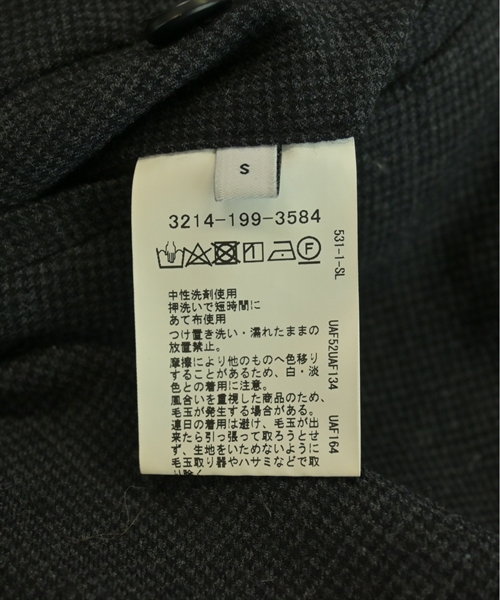 S
3214-199-3584
中性洗剤使用
押洗いで短時間に
あて布使用
つけ置き洗い・濡れたままの
放置禁止。
摩擦により他のものへ色移り
することがあるため、白・淡
色との着用に注意。
風合いを重視した商品のため、
毛玉が発生する場合がある。
連日の着用は避け、毛玉が出
来たら引っ張って取ろうとせ
ず、生地をいためないように
毛玉取り器やハサミなどで取
り除く
531-1-SL
UAF52UAF134
UAF164